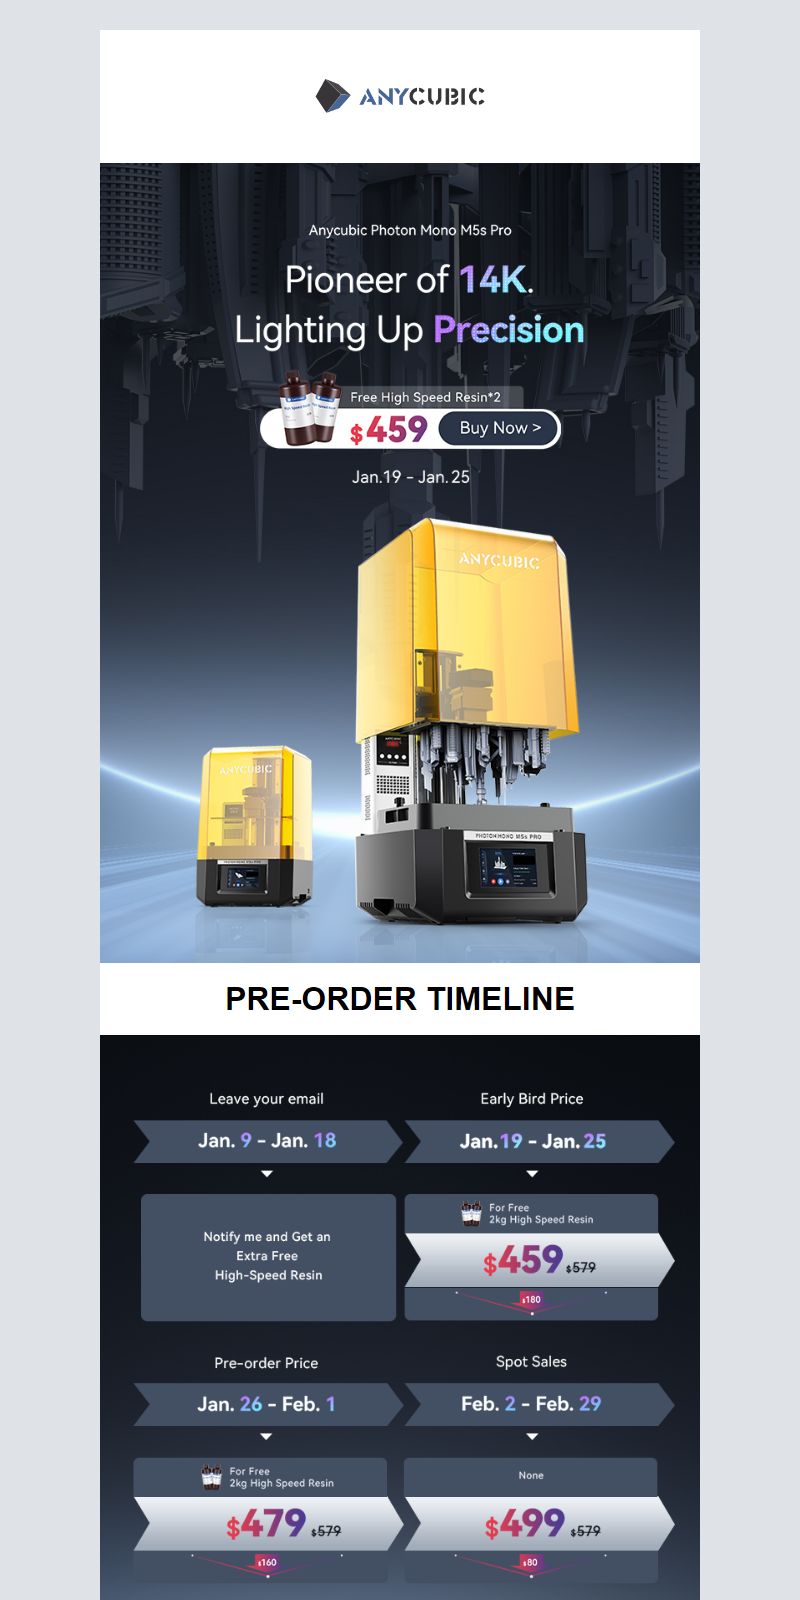 ANYCUBIC
Anycubic Photon Mono M5s Pro
Pioneer of 14K.
Lighting Up Precision
Free High Speed Resin*2
$459 Buy Now >
Jan.19 - Jan.25
ANYCUBIC
ANYCUBIC
PHOTON MONO M5s PRO
PHOTON MONO M5s PRO
PRE-ORDER TIMELINE
Leave your email
Jan. 9 - Jan. 18
Notify me and Get an
Extra Free
High-Speed Resin
Early Bird Price
Jan.19 - Jan.25
For Free
2kg High Speed Resin
$459 $579
$180
Pre-order Price
Jan. 26 - Feb. 1
For Free
2kg High Speed Resin
$479 $579
$160
Spot Sales
Feb. 2 - Feb. 29
None
$499 $579
$80